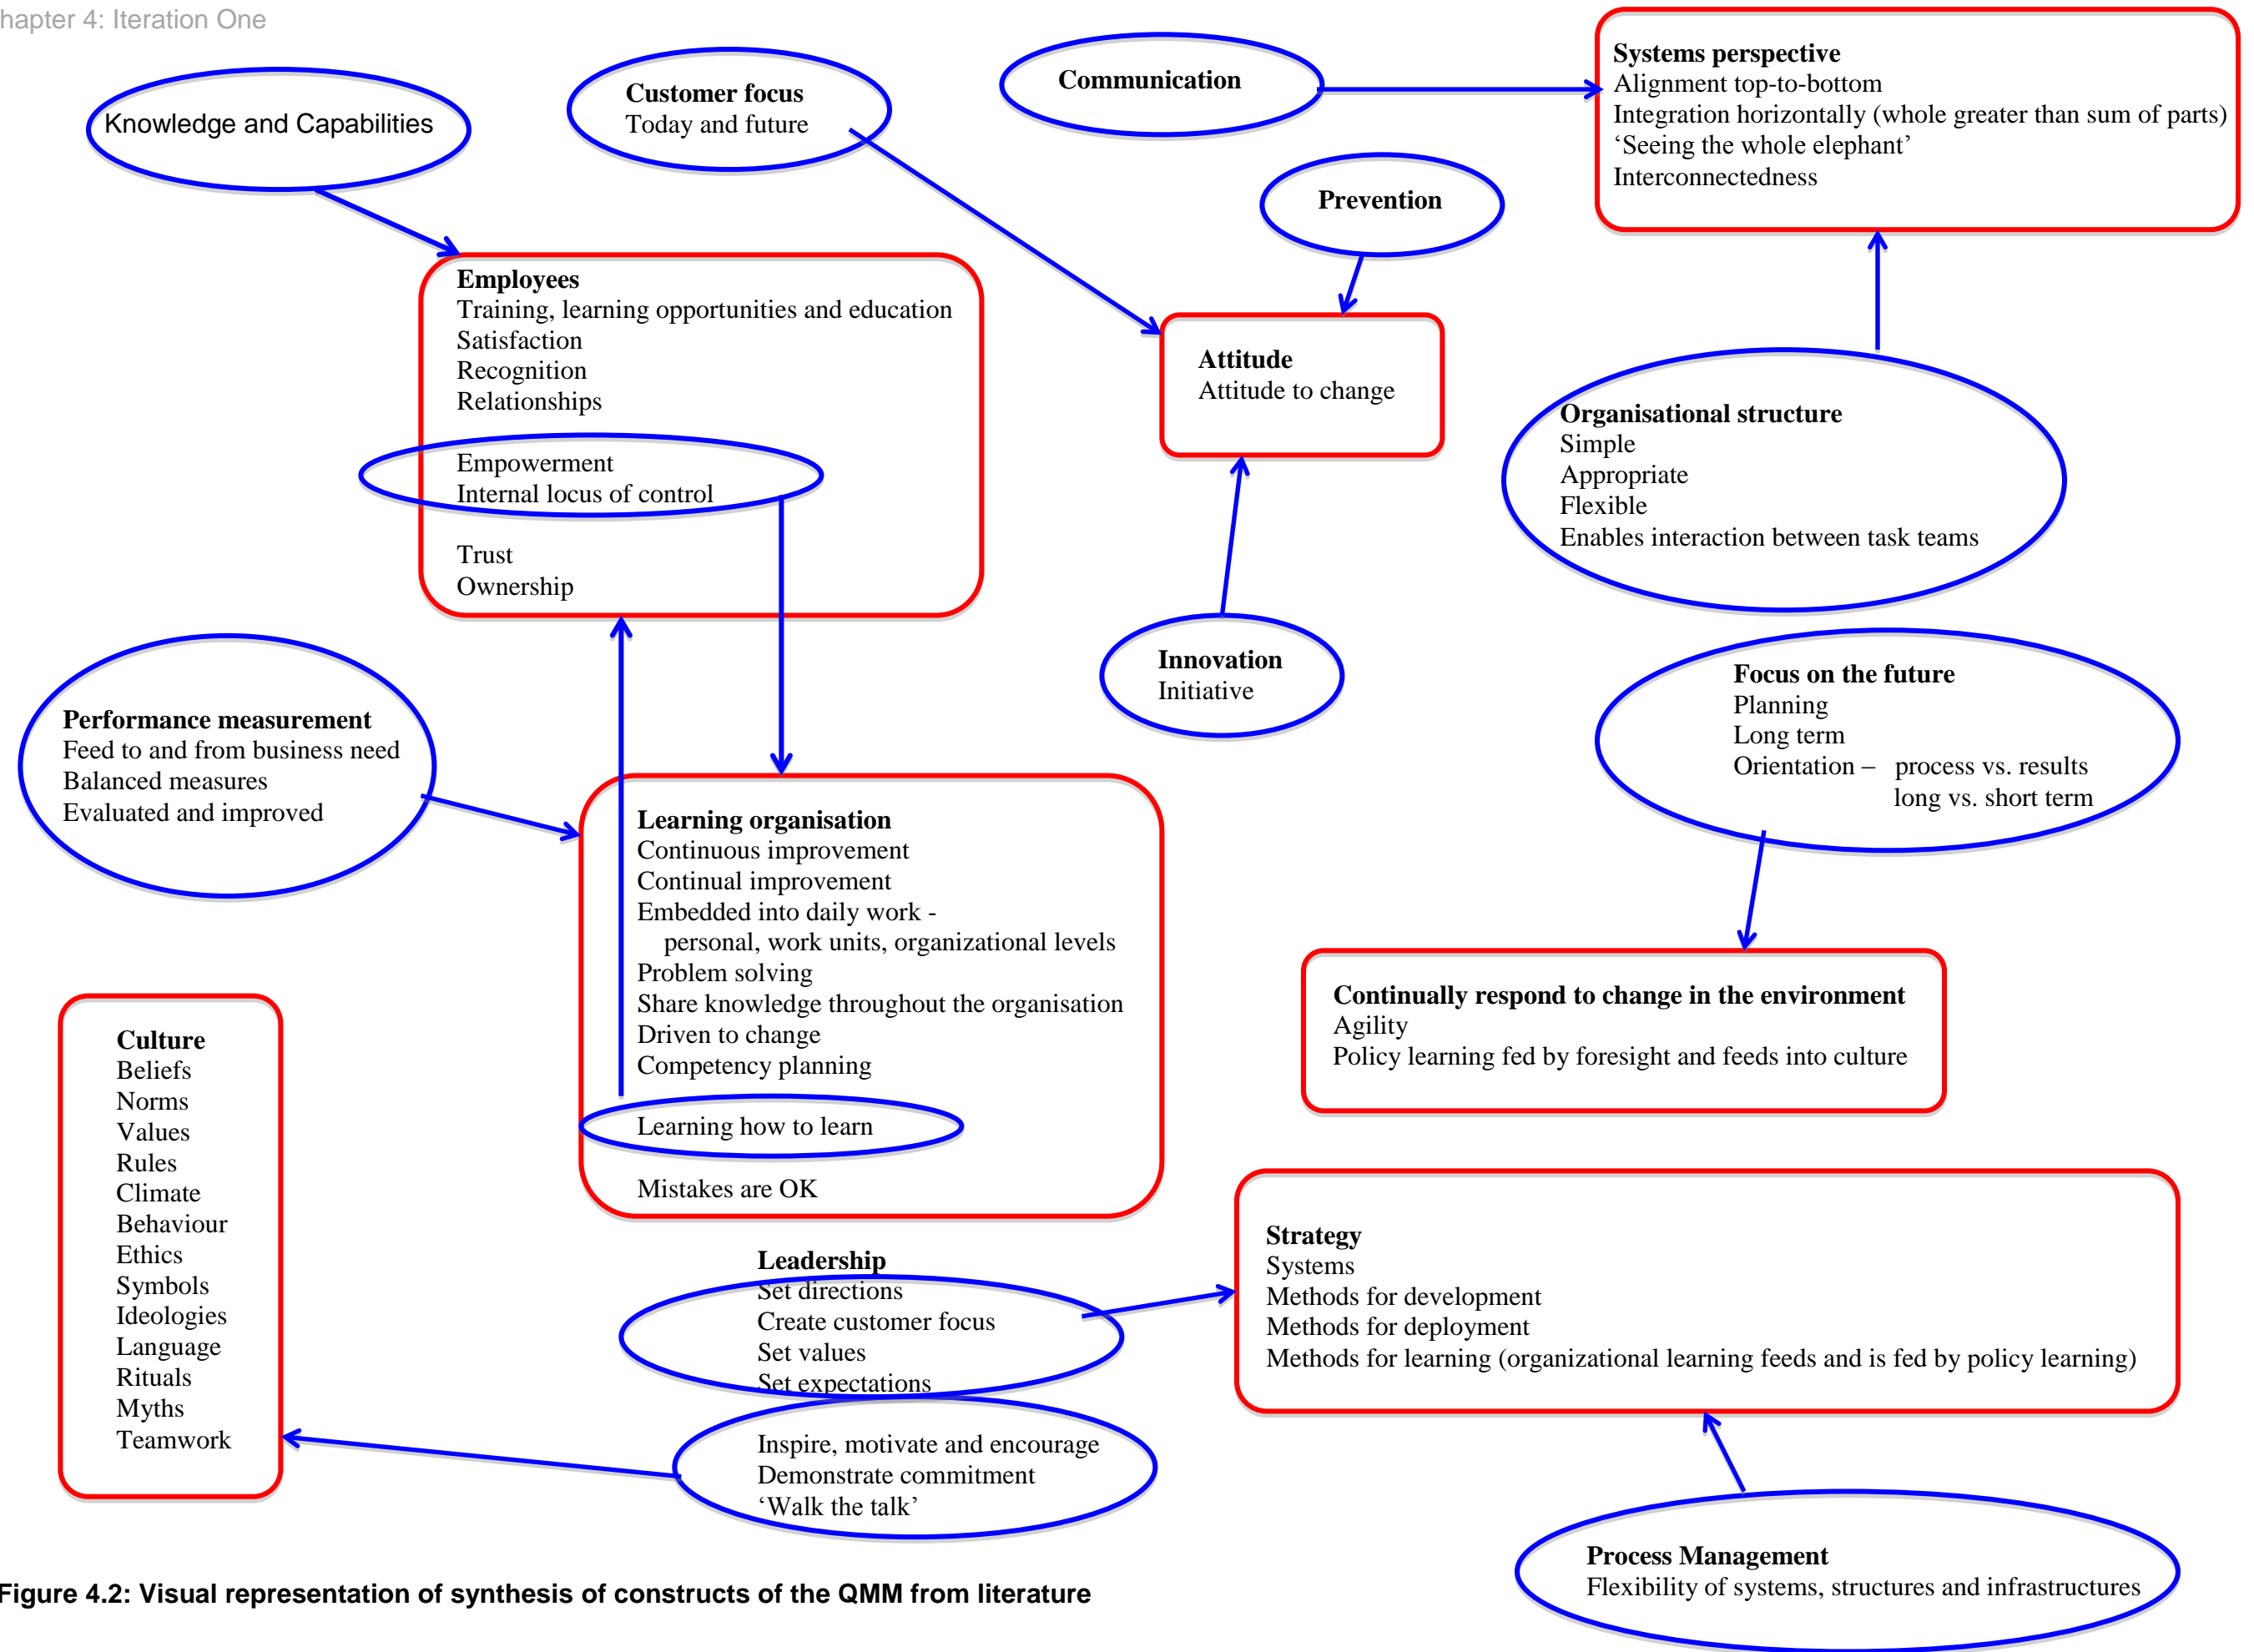 hapter 4: Iteration One
Knowledge and Capabilities
Customer focus
Today and future
Communication
Systems perspective
Alignment top-to-bottom
Integration horizontally (whole greater than sum of parts)
‘Seeing the whole elephant’
Interconnectedness
Prevention
Employees
Training, learning opportunities and education
Satisfaction
Recognition
Relationships
Empowerment
Internal locus of control
Trust
Ownership
Attitude
Attitude to change
Organisational structure
Simple
Appropriate
Flexible
Enables interaction between task teams
Innovation
Initiative
Focus on the future
Planning
Long term
Orientation – process vs. results
long vs. short term
Performance measurement
Feed to and from business need
Balanced measures
Evaluated and improved
Learning organisation
Continuous improvement
Continual improvement
Embedded into daily work -
personal, work units, organizational levels
Problem solving
Share knowledge throughout the organisation
Driven to change
Competency planning
Learning how to learn
Mistakes are OK
Continually respond to change in the environment
Agility
Policy learning fed by foresight and feeds into culture
Culture
Beliefs
Norms
Values
Rules
Climate
Behaviour
Ethics
Symbols
Ideologies
Language
Rituals
Myths
Teamwork
Leadership
Set directions
Create customer focus
Set values
Set expectations
Inspire, motivate and encourage
Demonstrate commitment
‘Walk the talk’
Strategy
Systems
Methods for development
Methods for deployment
Methods for learning (organizational learning feeds and is fed by policy learning)
Process Management
Flexibility of systems, structures and infrastructures
Figure 4.2: Visual representation of synthesis of constructs of the QMM from literature